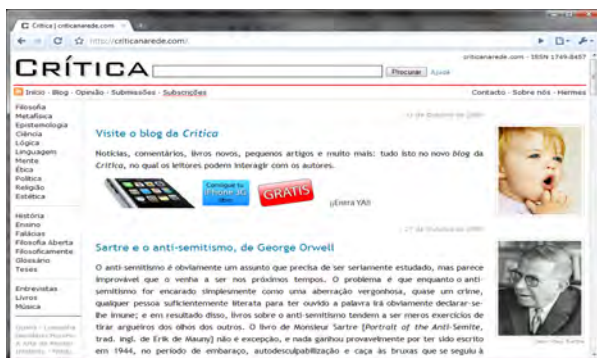 Crítica | criticanarede.com
http://criticanarede.com/
criticanarede.com - ISSN 1749-8457
CRÍTICA
Procurar Ajuda
Início - Blog - Opinião - Submissões - Subscrições
Contacto - Sobre nós - Hermes
Filosofia
Metafísica
Epistemologia
Ciência
Lógica
Linguagem
Mente
Ética
Política
Religião
Estética
História
Ensino
Falácias
Filosofia Aberta
Filosoficamente
Glossário
Teses
Entrevistas
Livros
Música
Visite o blog da Crítica
Notícias, comentários, livros novos, pequenos artigos e muito mais: tudo isto no novo blog da
Crítica, no qual os leitores podem interagir com os autores.
Consigue tu
iPhone 3G
GRATIS
¡¡Entra YA!!
Sartre e o anti-semitismo, de George Orwell
O anti-semitismo é obviamente um assunto que precisa de ser seriamente estudado, mas parece
improvável que o venha a ser nos próximos tempos. O problema é que enquanto o anti-
semitismo for encarado simplesmente como uma aberração vergonhosa, quase um crime,
qualquer pessoa suficientemente literata para ter ouvido a palavra irá obviamente declarar-se-
lhe imune; e em resultado disso, livros sobre o anti-semitismo tendem a ser meros exercícios de
tirar argueiros dos olhos dos outros. O livro de Monsieur Sartre [Portrait of the Anti-Semite,
trad. ingl. de Erik de Mauny] não é excepção, e nada ganhou provavelmente por ter sido escrito
em 1944, no período de embaraço, autodesculpabilização e caça às bruxas que se seguiu à